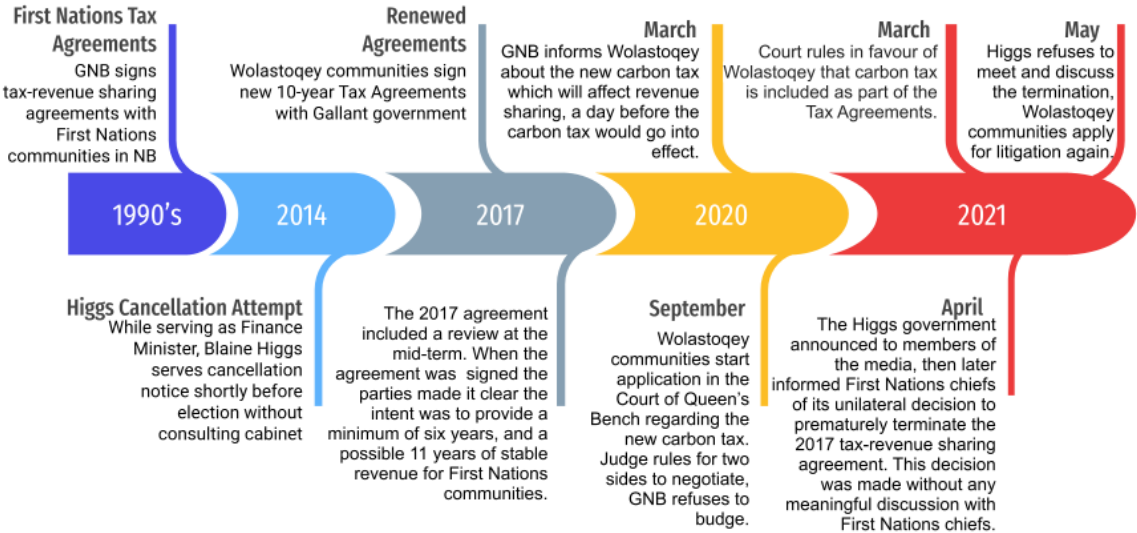 First Nations Tax
Agreements
GNB signs
tax-revenue sharing
agreements with
First Nations
communities in NB
Renewed
Agreements
Wolastoqey communities sign
new 10-year Tax Agreements
with Gallant government
March
GNB informs Wolastoqey
about the new carbon tax
which will affect revenue
sharing, a day before the
carbon tax would go into
effect.
March
Court rules in favour of
Wolastoqey that carbon tax
is included as part of the
Tax Agreements.
May
Higgs refuses to
meet and discuss
the termination,
Wolastoqey
communities apply
for litigation again.
1990's
2014
2017
2020
2021
Higgs Cancellation Attempt
While serving as Finance
Minister, Blaine Higgs
serves cancellation
notice shortly before
election without
consulting cabinet
The 2017 agreement
included a review at the
mid-term. When the
agreement was signed the
parties made it clear the
intent was to provide a
minimum of six years, and a
possible 11 years of stable
revenue for First Nations
communities.
September
Wolastoqey
communities start
application in the
Court of Queen's
Bench regarding the
new carbon tax.
Judge rules for two
sides to negotiate,
GNB refuses to
budge.
April
The Higgs government
announced to members of
the media, then later
informed First Nations chiefs
of its unilateral decision to
prematurely terminate the
2017 tax-revenue sharing
agreement. This decision
was made without any
meaningful discussion with
First Nations chiefs.